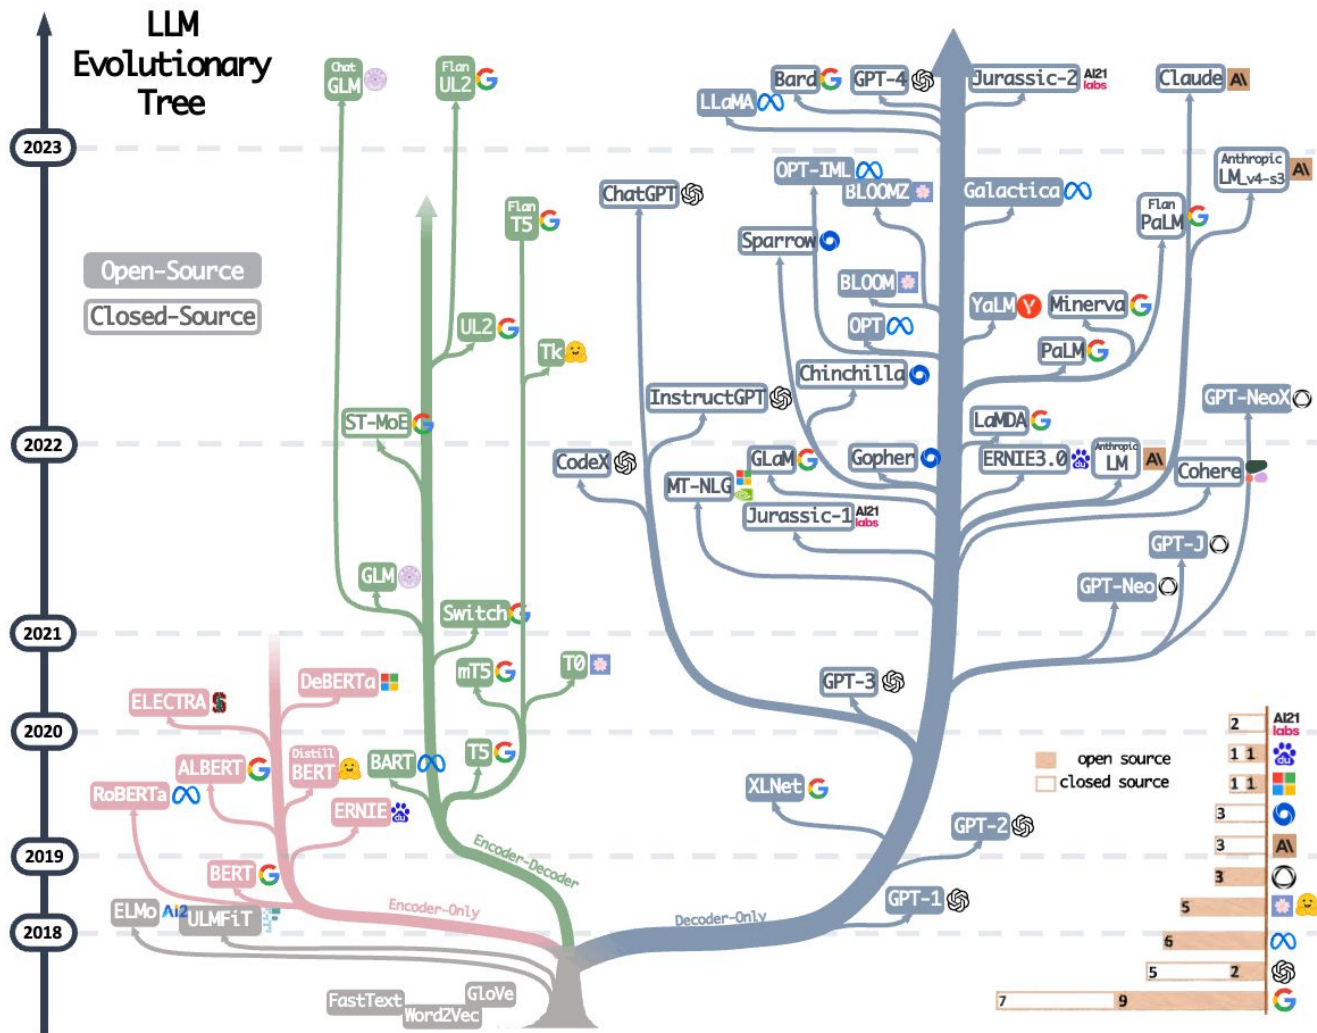 LLM
Evolutionary
Tree
Chat
GLM
Flan
UL2
Bard
GPT-4
Jurassic-2
AI21
labs
Claude
A\
LLaMA
2023
OPT-IML
BLOOMZ
Galactica
Anthropic
LM_v4-s3
A\
ChatGPT
Flan
T5
Flan
PaLM
Sparrow
Open-Source
Closed-Source
BLOOM
YaLM
Minerva
UL2
OPT
Tk
PaLM
Chinchilla
InstructGPT
GPT-NeoX
ST-MoE
LaMDA
2022
CodeX
GLaM
Gopher
ERNIE3.0
du
Anthropic
LM
A\
Cohere
MT-NLG
Jurassic-1
AI21
labs
GPT-J
GLM
GPT-Neo
Switch
2021
mT5
T0
DeBERTa
GPT-3
ELECTRA
2020
BART
T5
ALBERT
Distill
BERT
RoBERTa
ERNIE
du
XLNet
GPT-2
2019
Encoder-Decoder
BERT
Encoder-Only
Decoder-Only
GPT-1
ELMo
Ai2
ULMFiT
2018
FastText
Word2Vec
GloVe
open source
closed source
2
AI21
labs
1 1
du
1 1
3
3
A\
3
5
6
5 2
7 9